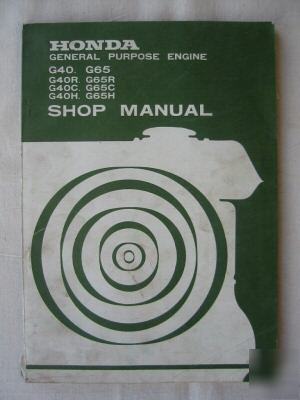 HONDA
GENERAL PURPOSE ENGINE
G40. G65
G40R. G65R
G40C. G65C
G40H. G65H
SHOP MANUAL